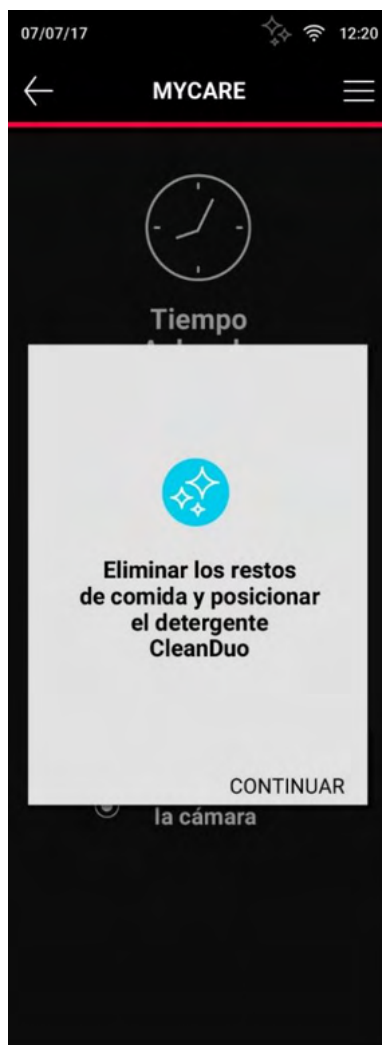 07/07/17 12:20
MYCARE
Tiempo
Eliminar los restos
de comida y posicionar
el detergente
CleanDuo
CONTINUAR
la cámara